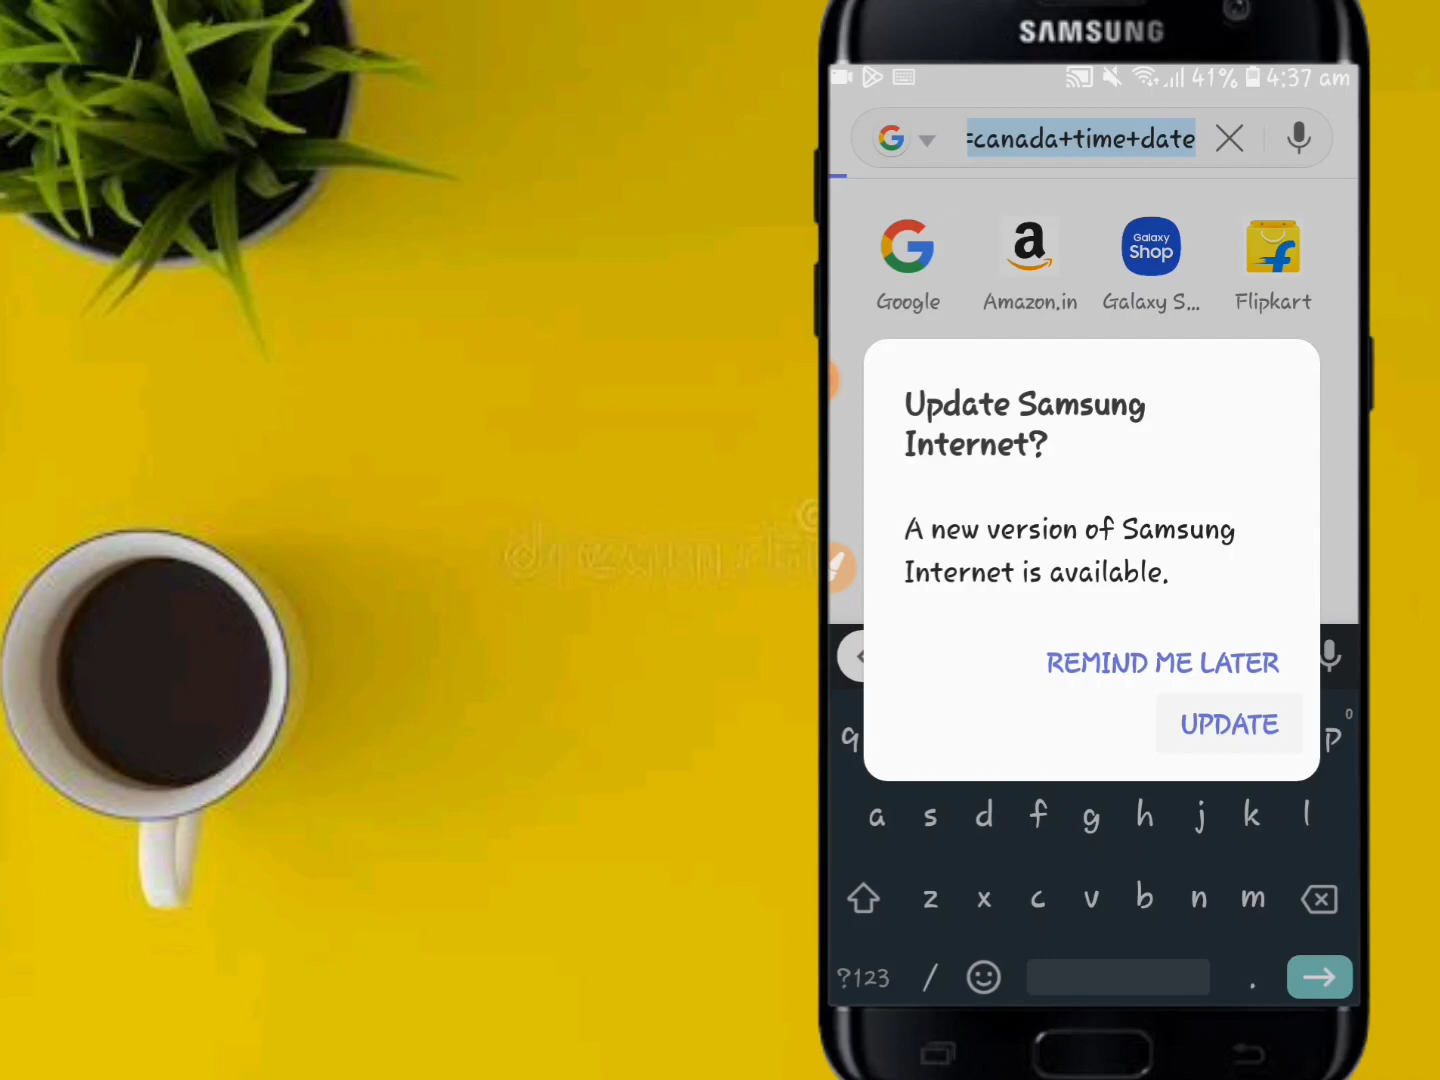 SAMSUNG
41% 4:37 am
=canada+time+date
a
Galaxy
Shop
Google Amazon.in Galaxy S... Flipkart
Update Samsung
Internet?
A new version of Samsung
Internet is available.
REMIND ME LATER
UPDATE
q p 0
a s d f g h j k l
z x c v b n m
?123 / .